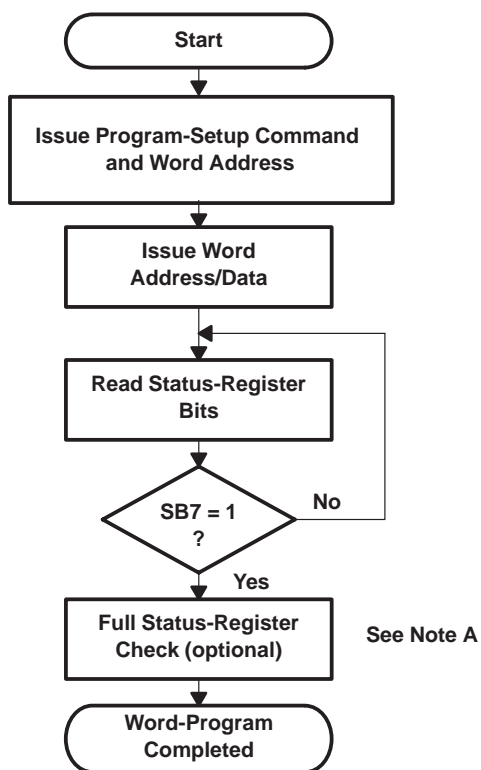 Start
Issue Program-Setup Command
and Word Address
Issue Word
Address/Data
Read Status-Register
Bits
SB7 = 1
?
No
Yes
Full Status-Register
Check (optional)
See Note A
Word-Program
Completed